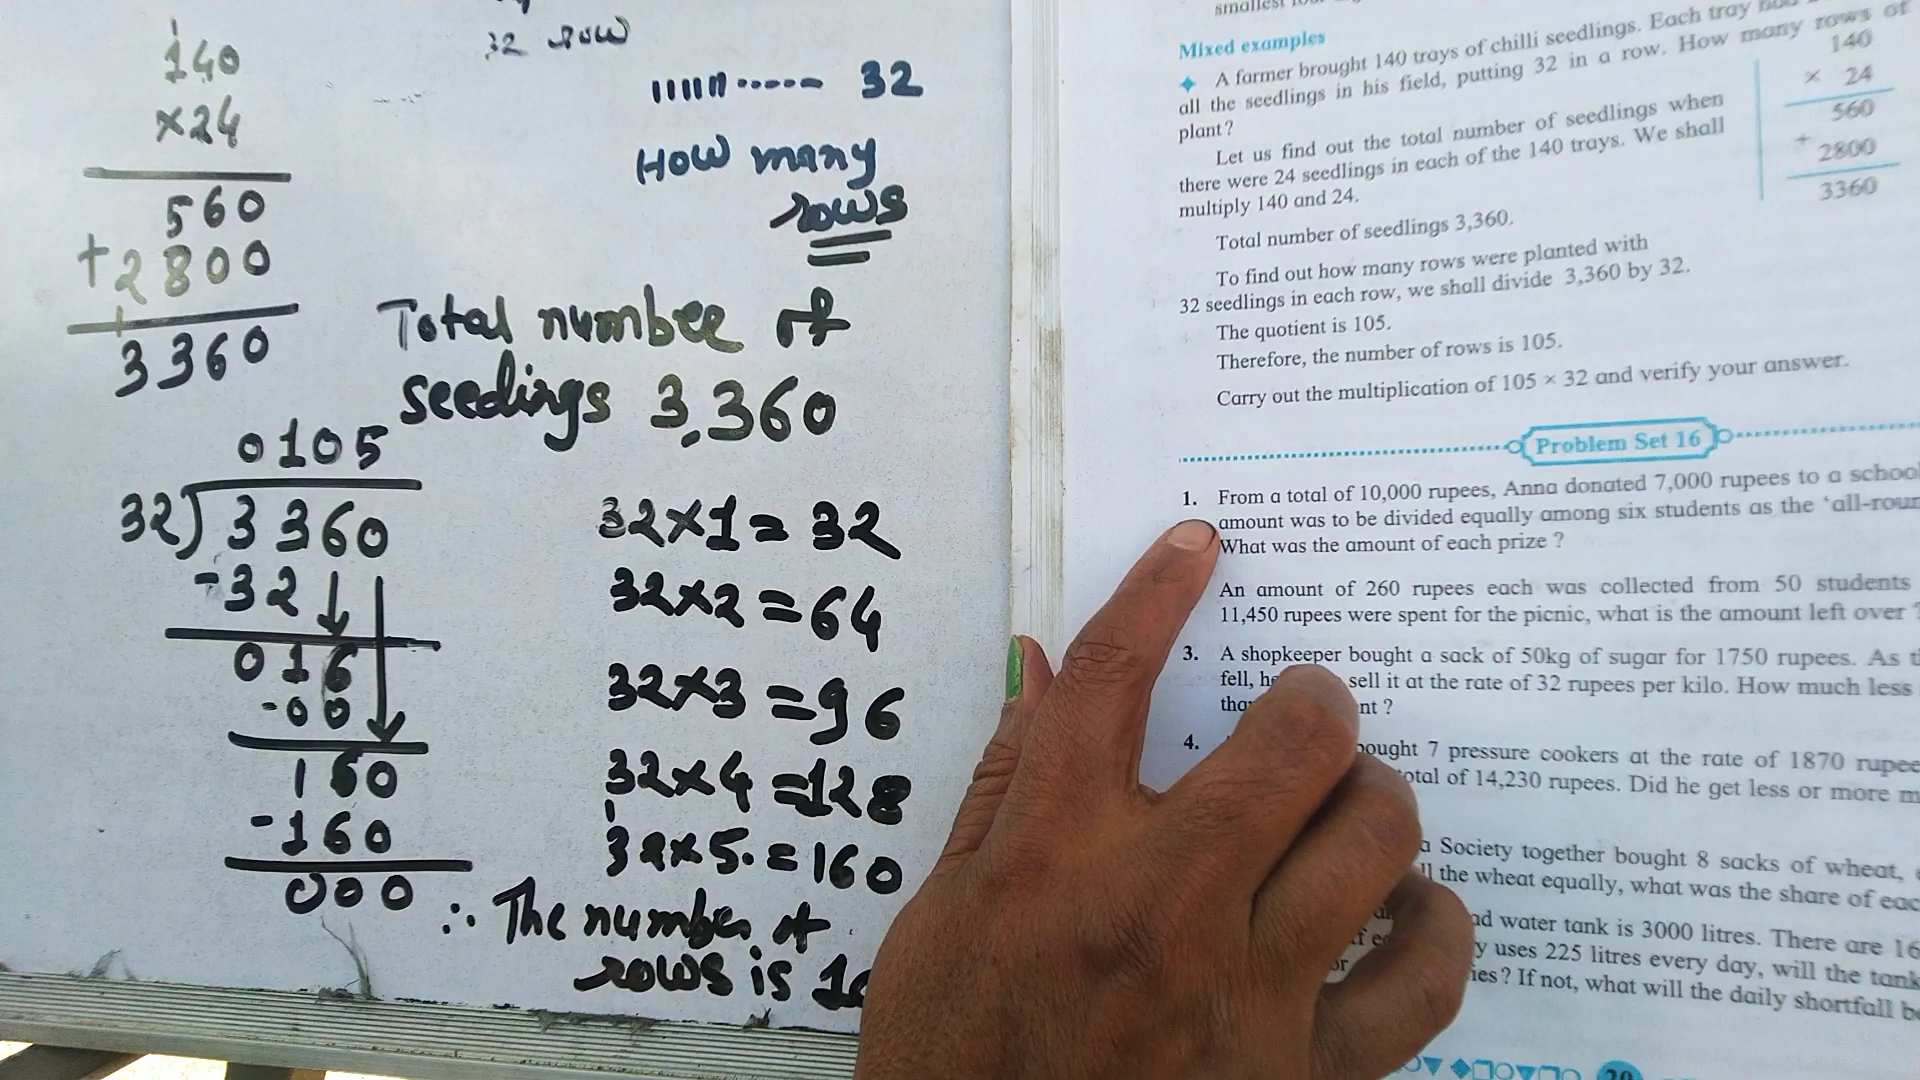 32 row
140
×24
560
+2800
3360
ııııı ------ 32
How many
rows
Total number of
seedings 3,360
0105
32)3360
-32
016
-00
160
-160
000
32×1=32
32×2=64
32×3=96
32×4=128
32×5=160
∴ The number of
rows is
smallest
Mixed examples
A farmer brought 140 trays of chilli seedlings. Each tray had
all the seedlings in his field, putting 32 in a row. How many rows of
plant?
Let us find out the total number of seedlings when
there were 24 seedlings in each of the 140 trays. We shall
multiply 140 and 24.
140
× 24
560
+ 2800
3360
Total number of seedlings 3,360.
To find out how many rows were planted with
32 seedlings in each row, we shall divide 3,360 by 32.
The quotient is 105.
Therefore, the number of rows is 105.
Carry out the multiplication of 105 × 32 and verify your answer.
Problem Set 16
1. From a total of 10,000 rupees, Anna donated 7,000 rupees to a school
amount was to be divided equally among six students as the 'all-roun
What was the amount of each prize ?
An amount of 260 rupees each was collected from 50 students
11,450 rupees were spent for the picnic, what is the amount left over ?
3. A shopkeeper bought a sack of 50kg of sugar for 1750 rupees. As
fell, sell it at the rate of 32 rupees per kilo. How much less
nt ?
4. bought 7 pressure cookers at the rate of 1870 rupee
total of 14,230 rupees. Did he get less or more
a Society together bought 8 sacks of wheat,
ll the wheat equally, what was the share of eac
water tank is 3000 litres. There are 16
y uses 225 litres every day, will the tank
ies? If not, what will the daily shortfall